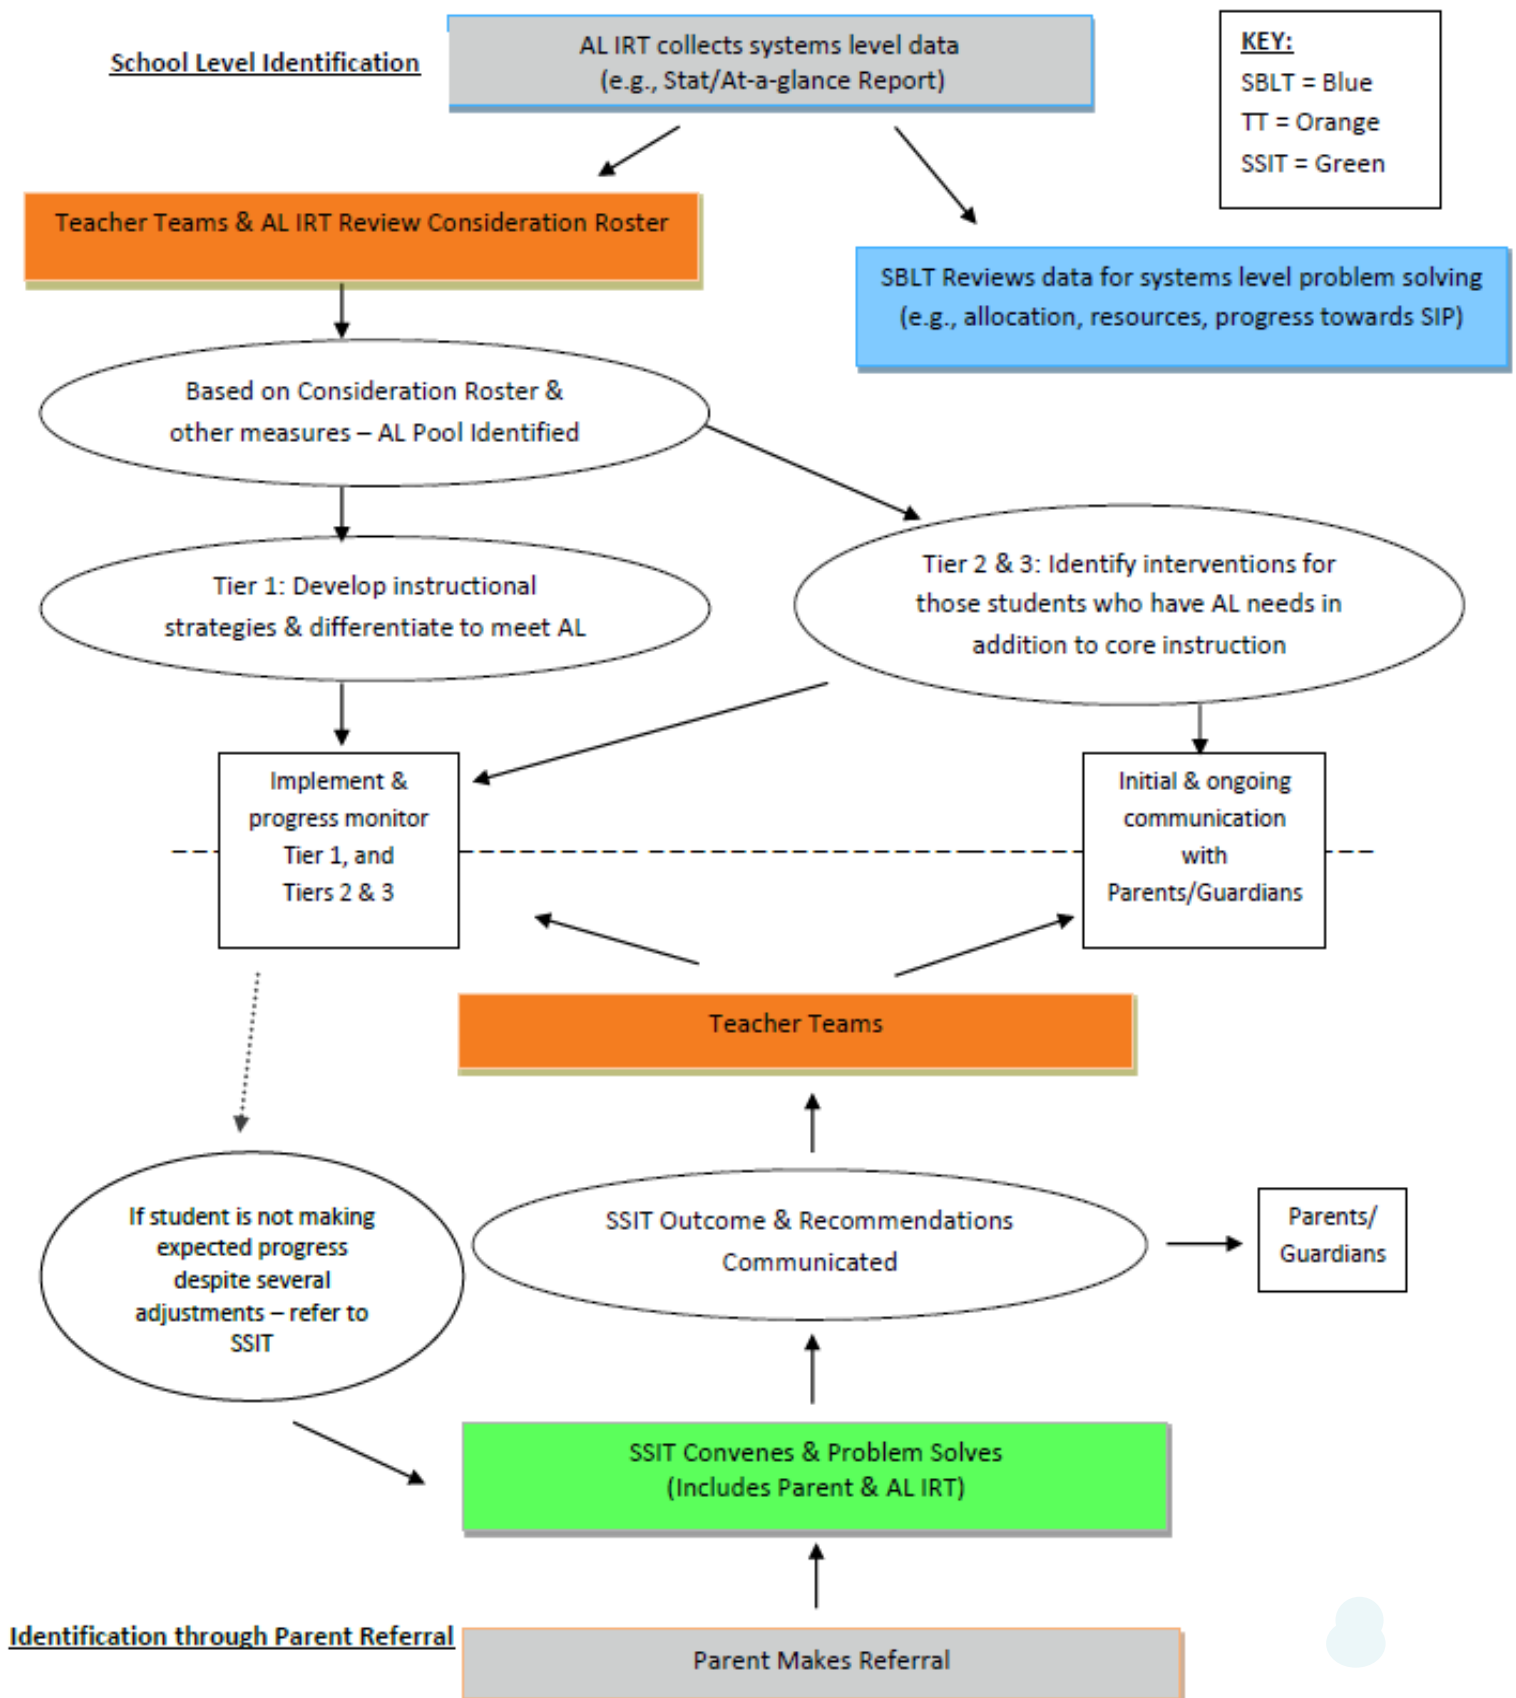 School Level Identification
AL IRT collects systems level data
(e.g., Stat/At-a-glance Report)
KEY:
SBLT = Blue
TT = Orange
SSIT = Green
Teacher Teams & AL IRT Review Consideration Roster
SBLT Reviews data for systems level problem solving
(e.g., allocation, resources, progress towards SIP)
Based on Consideration Roster &
other measures – AL Pool Identified
Tier 1: Develop instructional
strategies & differentiate to meet AL
Tier 2 & 3: Identify interventions for
those students who have AL needs in
addition to core instruction
Implement &
progress monitor
Tier 1, and
Tiers 2 & 3
Initial & ongoing
communication
with
Parents/Guardians
Teacher Teams
If student is not making
expected progress
despite several
adjustments – refer to
SSIT
SSIT Outcome & Recommendations
Communicated
Parents/
Guardians
SSIT Convenes & Problem Solves
(Includes Parent & AL IRT)
Identification through Parent Referral
Parent Makes Referral